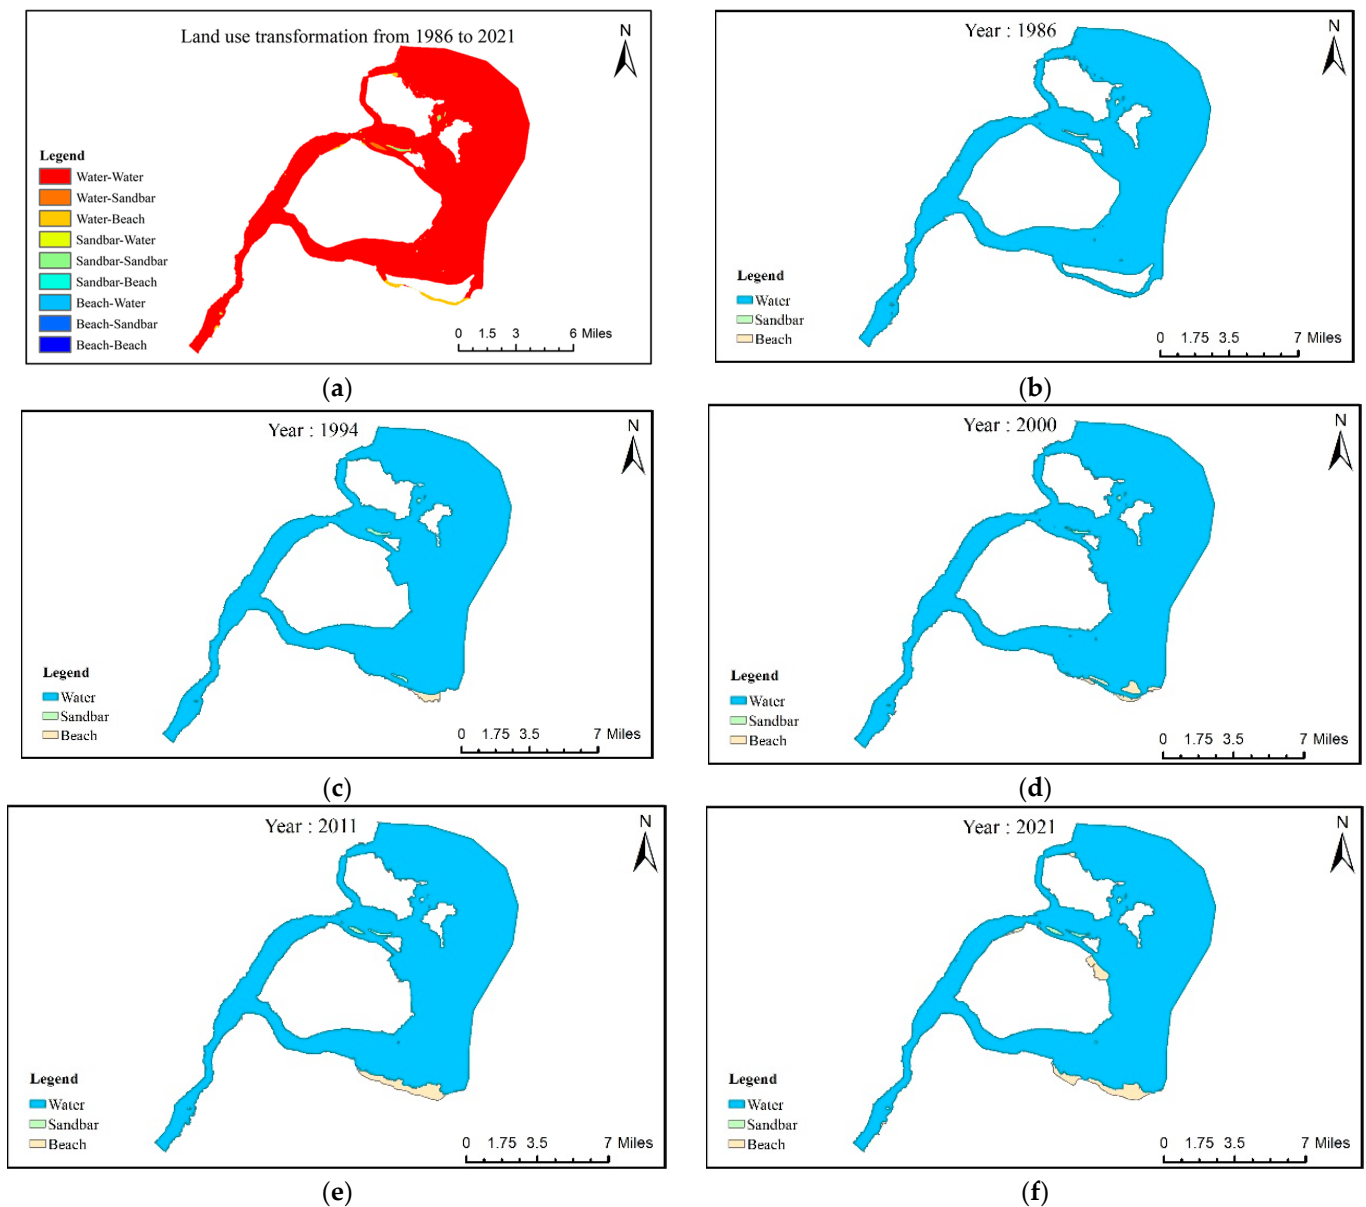 Land use transformation from 1986 to 2021
N
Legend
Water-Water
Water-Sandbar
Water-Beach
Sandbar-Water
Sandbar-Sandbar
Sandbar-Beach
Beach-Water
Beach-Sandbar
Beach-Beach
0 1.5 3 6 Miles
(a)
Year : 1986
N
Legend
Water
Sandbar
Beach
0 1.75 3.5 7 Miles
(b)
Year : 1994
N
Legend
Water
Sandbar
Beach
0 1.75 3.5 7 Miles
(c)
Year : 2000
N
Legend
Water
Sandbar
Beach
0 1.75 3.5 7 Miles
(d)
Year : 2011
N
Legend
Water
Sandbar
Beach
0 1.75 3.5 7 Miles
(e)
Year : 2021
N
Legend
Water
Sandbar
Beach
0 1.75 3.5 7 Miles
(f)